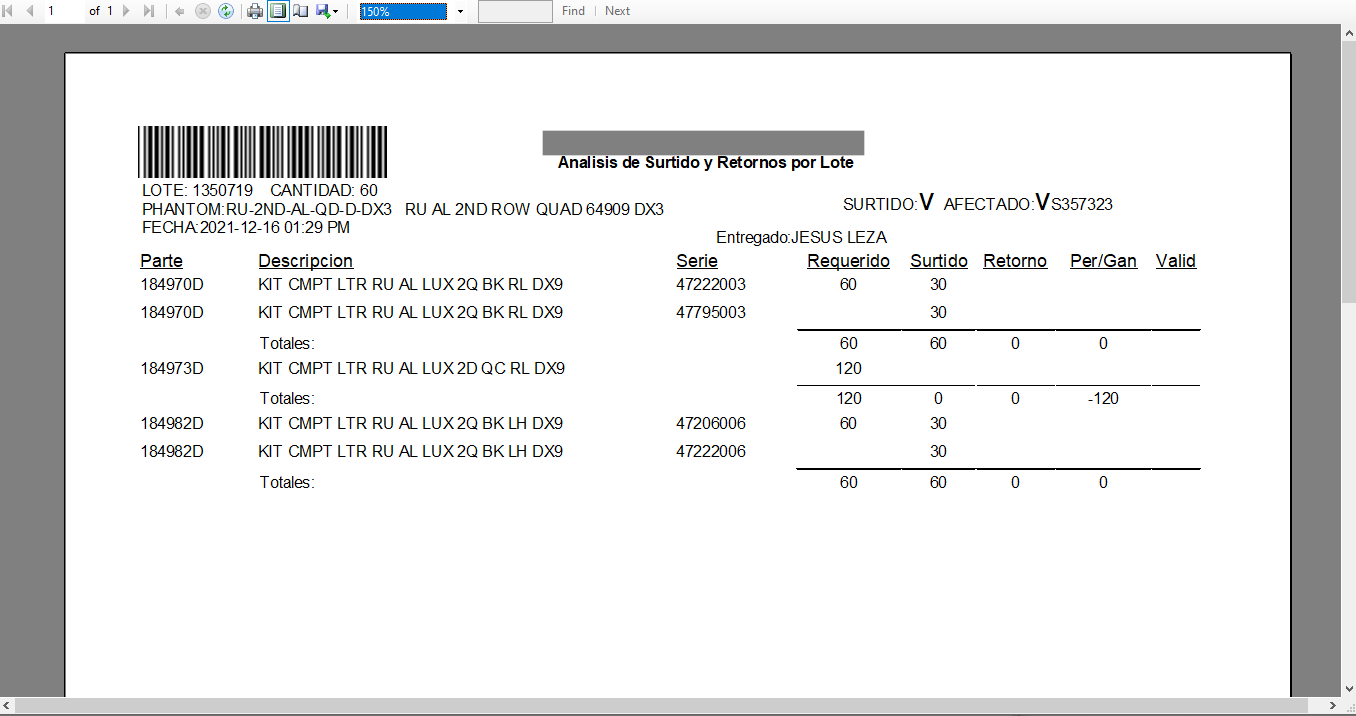 1 of 1 150% Find Next
Analisis de Surtido y Retornos por Lote
LOTE: 1350719 CANTIDAD: 60
PHANTOM:RU-2ND-AL-QD-D-DX3 RU AL 2ND ROW QUAD 64909 DX3
SURTIDO:V AFECTADO:VS357323
FECHA:2021-12-16 01:29 PM
Entregado:JESUS LEZA
Parte Descripcion Serie Requerido Surtido Retorno Per/Gan Valid
184970D KIT CMPT LTR RU AL LUX 2Q BK RL DX9 47222003 60 30
184970D KIT CMPT LTR RU AL LUX 2Q BK RL DX9 47795003 30
Totales: 60 60 0 0
184973D KIT CMPT LTR RU AL LUX 2D QC RL DX9 120
Totales: 120 0 0 -120
184982D KIT CMPT LTR RU AL LUX 2Q BK LH DX9 47206006 60 30
184982D KIT CMPT LTR RU AL LUX 2Q BK LH DX9 47222006 30
Totales: 60 60 0 0